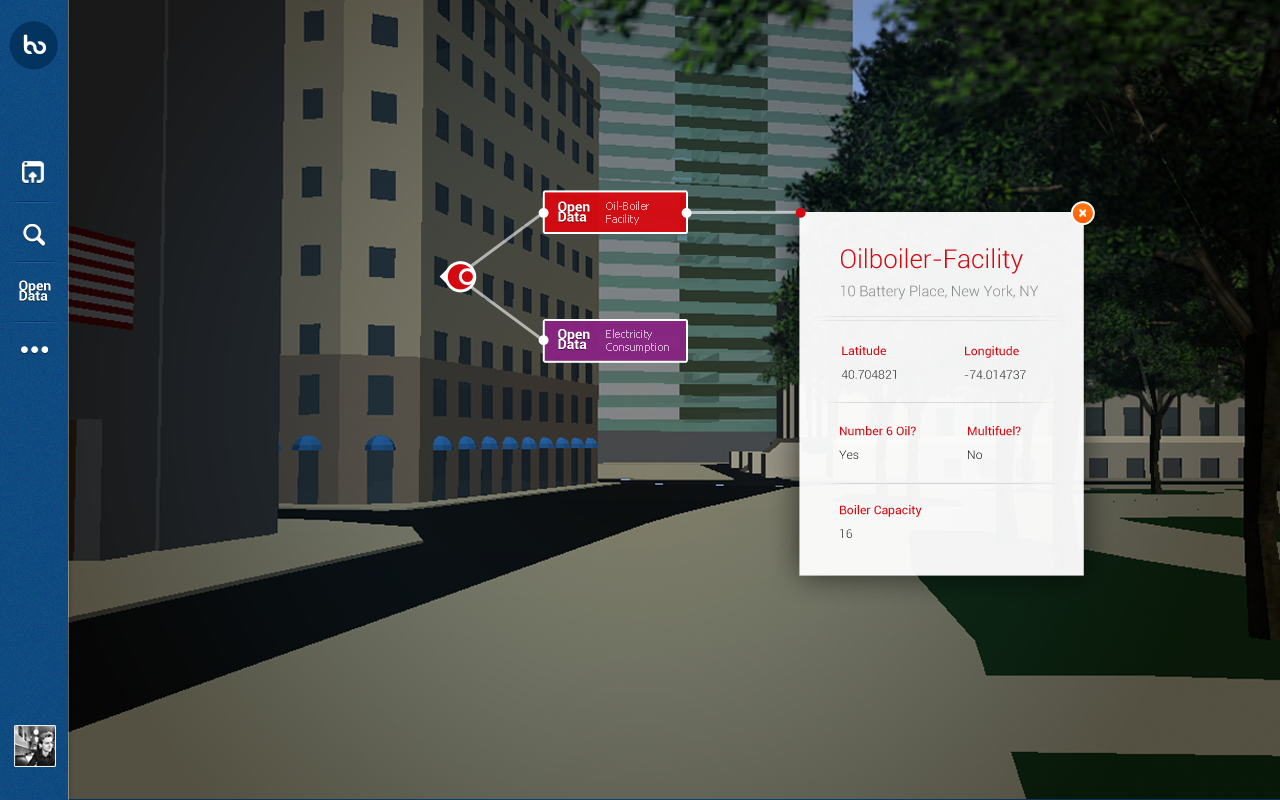 Open
Data
Open
Data
Oil-Boiler
Facility
Open
Data
Electricity
Consumption
Oilboiler-Facility
10 Battery Place, New York, NY
Latitude
Longitude
40.704821
-74.014737
Number 6 Oil?
Multifuel?
Yes
No
Boiler Capacity
16